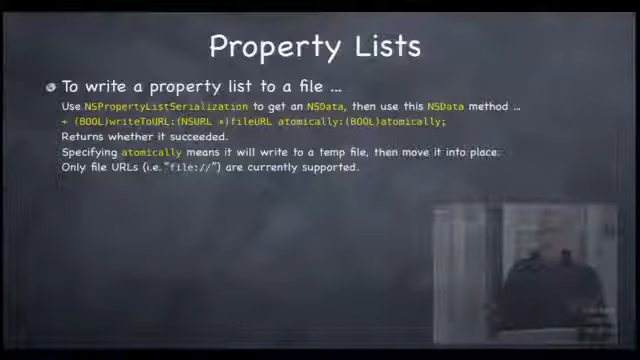 Property Lists
To write a property list to a file ...
Use NSPropertyListSerialization to get an NSData, then use this NSData method ...
+ (BOOL)writeToURL:(NSURL *)fileURL atomically:(BOOL)atomically;
Returns whether it succeeded.
Specifying atomically means it will write to a temp file, then move it into place.
Only file URLs (i.e. "file://") are currently supported.